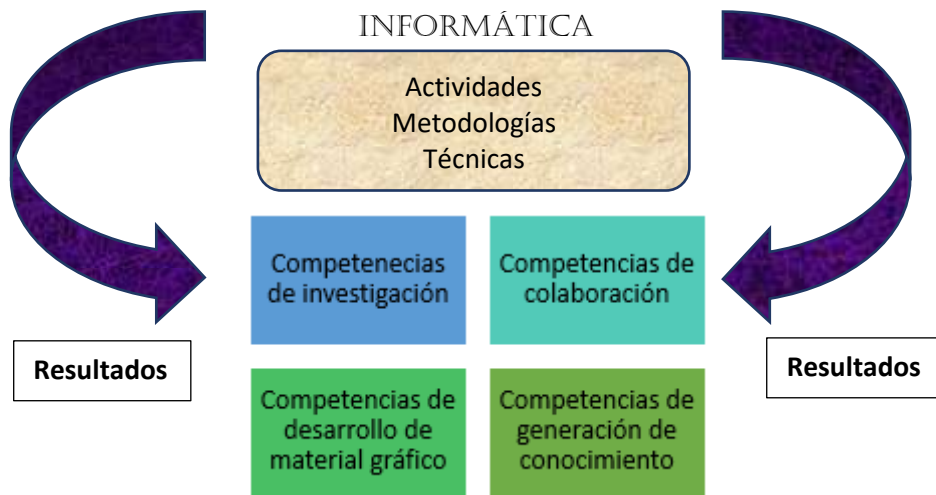 INFORMÁTICA
Actividades
Metodologías
Técnicas
Competenecias
de investigación
Competencias de
colaboración
Resultados
Resultados
Competencias de
desarrollo de
material gráfico
Competencias de
generación de
conocimiento